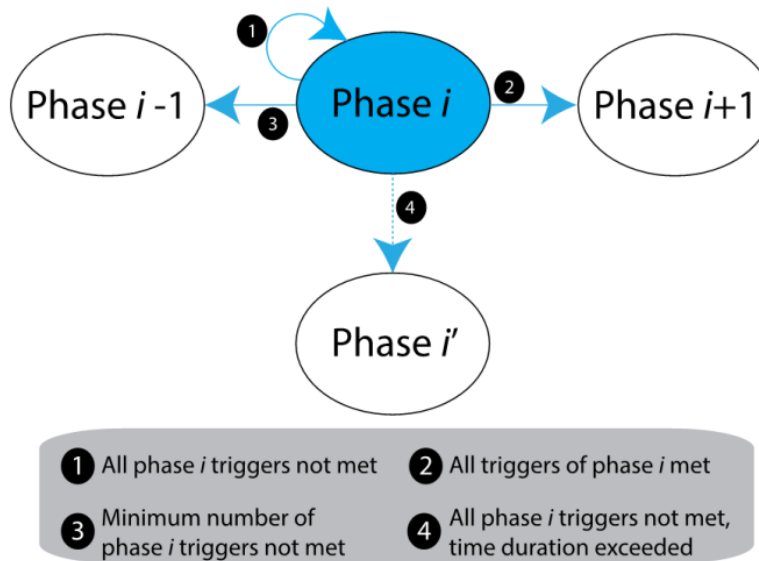 1
Phase i -1
3
Phase i
2
Phase i+1
4
Phase i'
1 All phase i triggers not met
2 All triggers of phase i met
3 Minimum number of
phase i triggers not met
4 All phase i triggers not met,
time duration exceeded